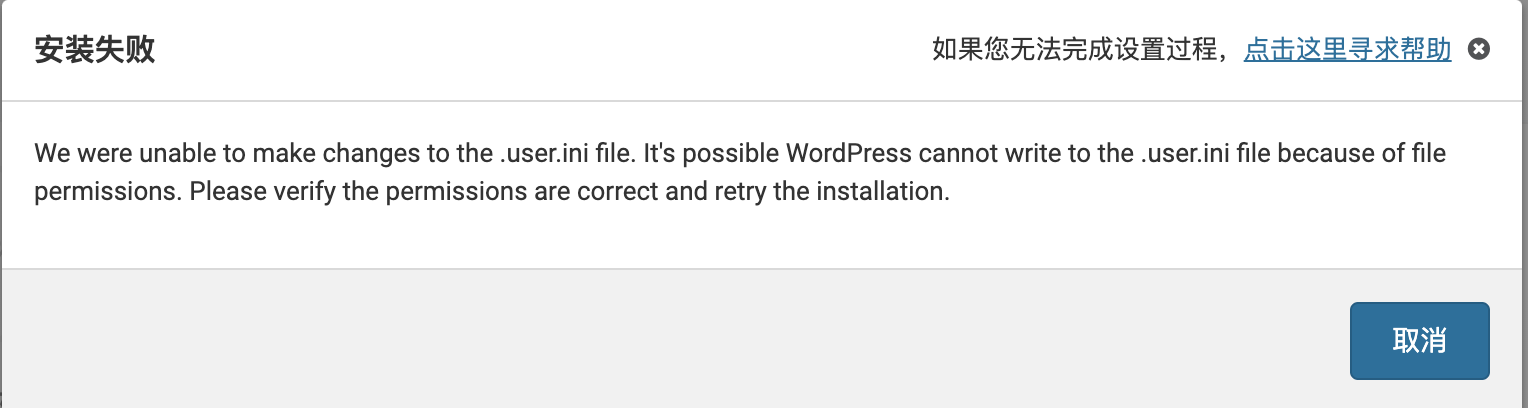 安装失败
如果您无法完成设置过程，点击这里寻求帮助
We were unable to make changes to the .user.ini file. It's possible WordPress cannot write to the .user.ini file because of file
permissions. Please verify the permissions are correct and retry the installation.
取消